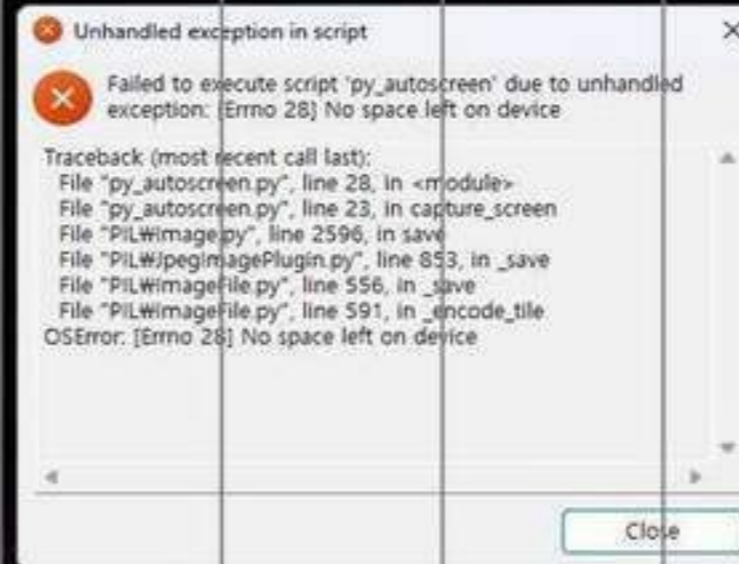 Unhandled exception in script
Failed to execute script 'py_autoscreen' due to unhandled
exception: [Errno 28] No space left on device
Traceback (most recent call last):
File "py_autoscreen.py", line 28, in <module>
File "py_autoscreen.py", line 23, in capture_screen
File "PIL₩Image.py", line 2596, in save
File "PIL₩JpegImagePlugin.py", line 853, in _save
File "PIL₩ImageFile.py", line 556, in _save
File "PIL₩ImageFile.py", line 591, in _encode_tile
OSError: [Errno 28] No space left on device
Close